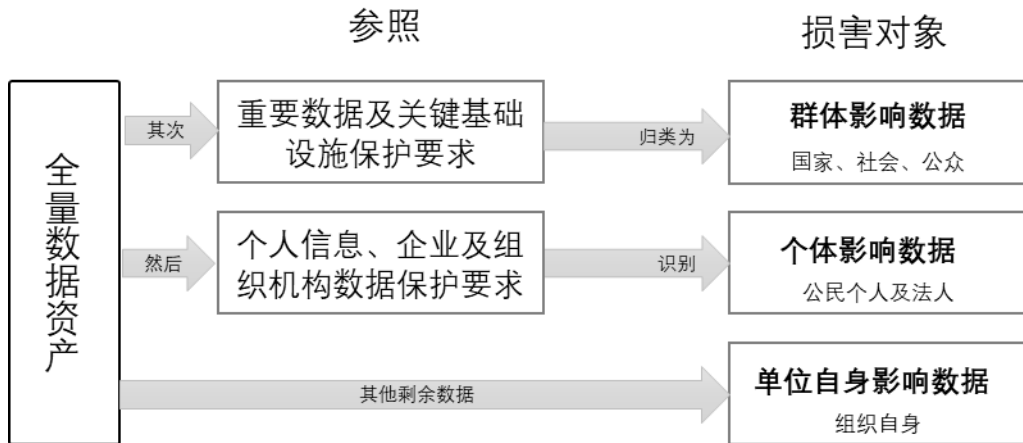 参照
损害对象
全量数据资产
其次
重要数据及关键基础
设施保护要求
归类为
群体影响数据
国家、社会、公众
然后
个人信息、企业及组
织机构数据保护要求
识别
个体影响数据
公民个人及法人
其他剩余数据
单位自身影响数据
组织自身